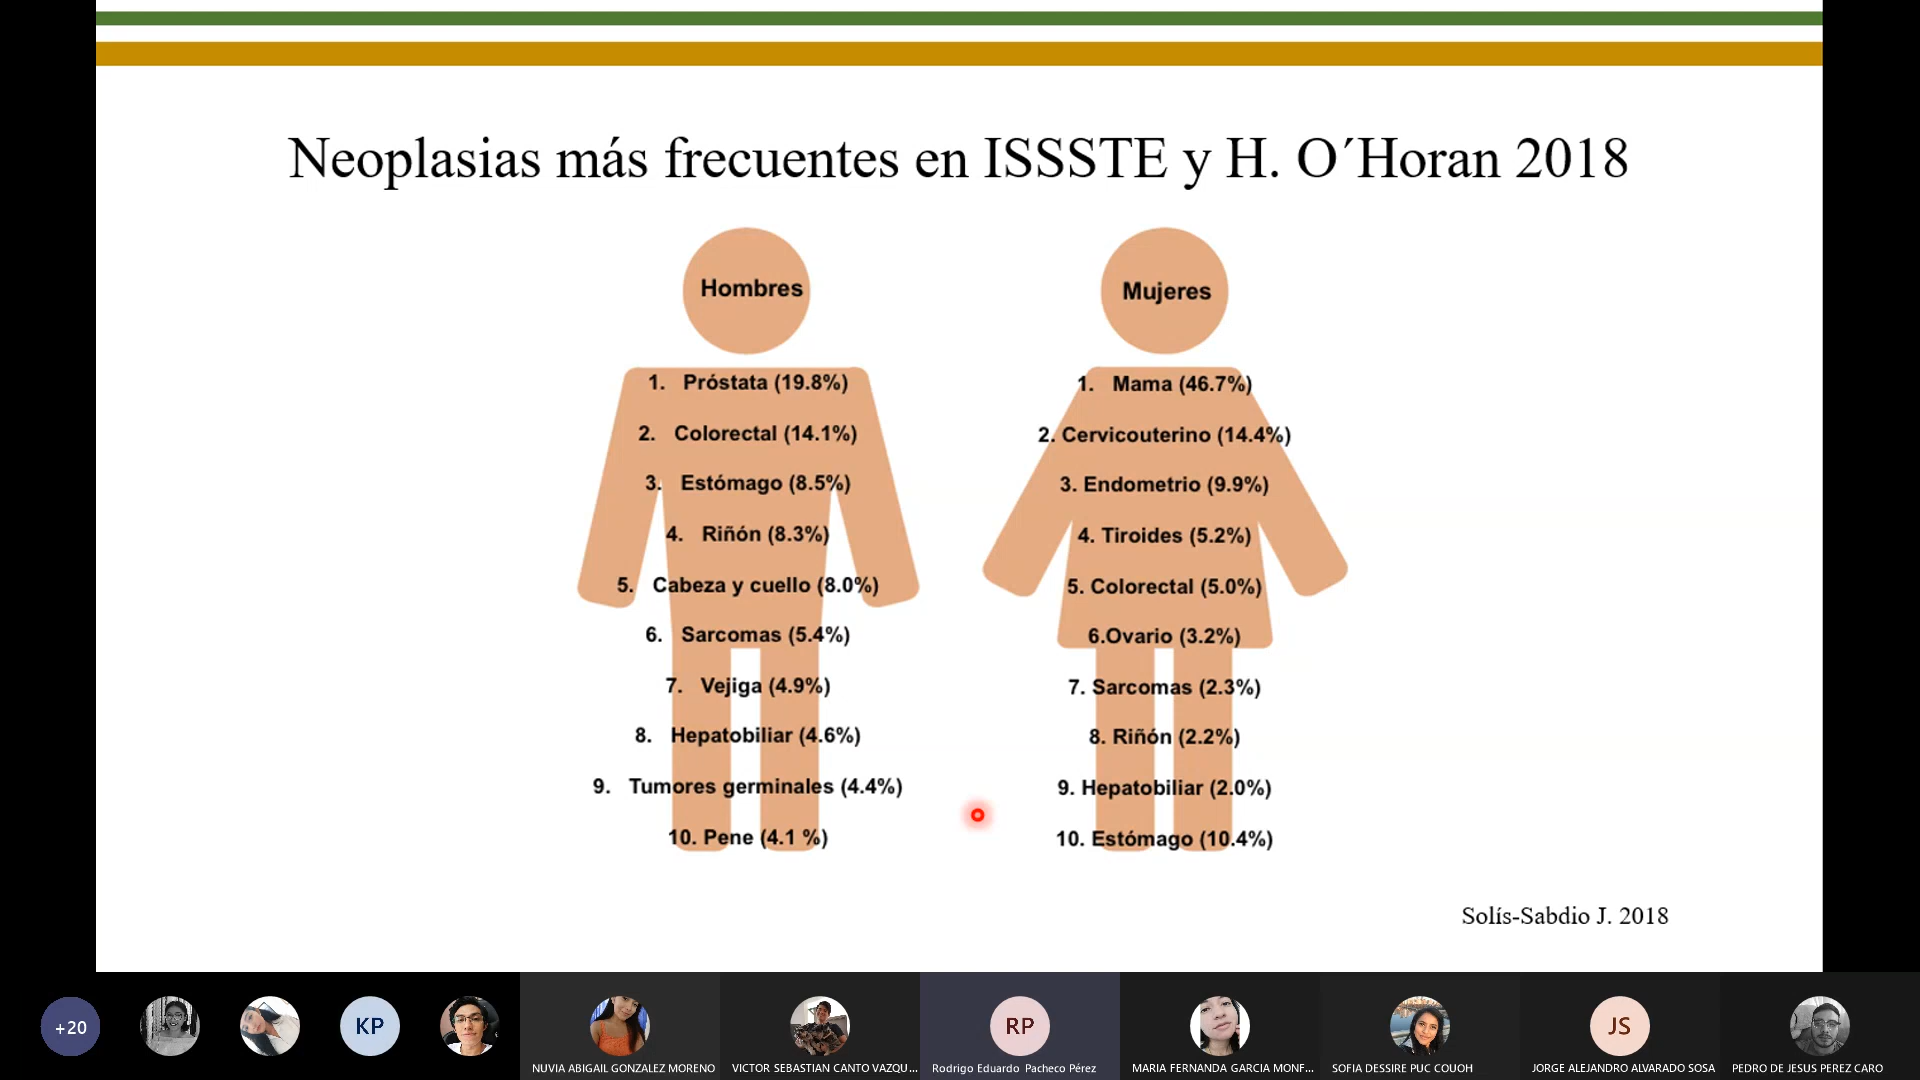 Neoplasias más frecuentes en ISSSTE y H. O´Horan 2018
Hombres
1. Próstata (19.8%)
2. Colorectal (14.1%)
3. Estómago (8.5%)
4. Riñón (8.3%)
5. Cabeza y cuello (8.0%)
6. Sarcomas (5.4%)
7. Vejiga (4.9%)
8. Hepatobiliar (4.6%)
9. Tumores germinales (4.4%)
10. Pene (4.1 %)
Mujeres
1. Mama (46.7%)
2. Cervicouterino (14.4%)
3. Endometrio (9.9%)
4. Tiroides (5.2%)
5. Colorectal (5.0%)
6.Ovario (3.2%)
7. Sarcomas (2.3%)
8. Riñón (2.2%)
9. Hepatobiliar (2.0%)
10. Estómago (10.4%)
Solís-Sabdio J. 2018
+20
KP
NUVIA ABIGAIL GONZALEZ MORENO
VICTOR SEBASTIAN CANTO VAZQU...
RP
Rodrigo Eduardo Pacheco Pérez
MARIA FERNANDA GARCIA MONF...
SOFIA DESSIRE PUC COUOH
JS
JORGE ALEJANDRO ALVARADO SOSA
PEDRO DE JESUS PEREZ CARO